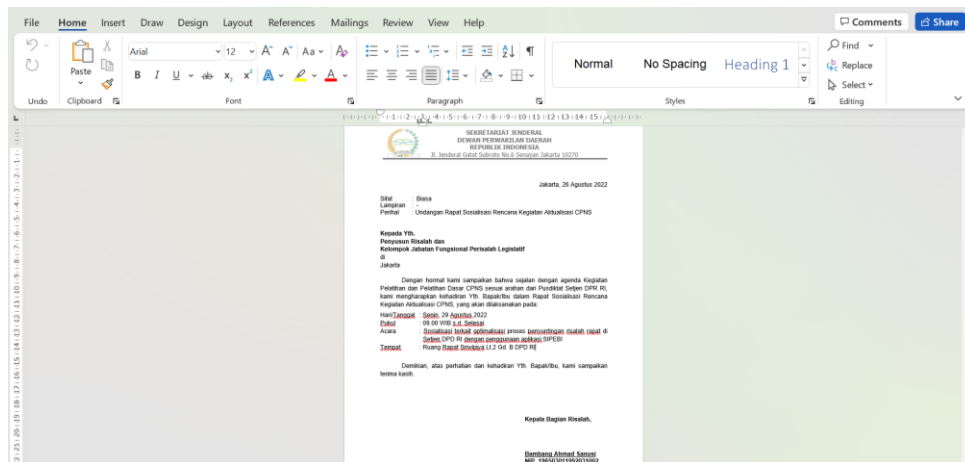 File Home Insert Draw Design Layout References Mailings Review View Help Comments Share
Arial 12 Find
Paste Normal No Spacing Heading 1 Replace
Select
Undo Clipboard Font Paragraph Styles Editing
SEKRETARIAT JENDERAL
DEWAN PERWAKILAN DAERAH
REPUBLIK INDONESIA
Jl. Jenderal Gatot Subroto No.6 Senayan Jakarta 10270
Jakarta, 26 Agustus 2022
Sifat : Biasa
Lampiran : -
Perihal : Undangan Rapat Sosialisasi Rencana Kegiatan Aktualisasi CPNS
Kepada Yth.
Penyusun Risalah dan
Kelompok Jabatan Fungsional Perisalah Legislatif
di
Jakarta
Dengan hormat kami sampaikan bahwa sejalan dengan agenda Kegiatan
Pelatihan dan Pelatihan Dasar CPNS sesuai arahan dari Pusdiklat Setjen DPR RI,
kami mengharapkan kehadiran Yth. Bapak/Ibu dalam Rapat Sosialisasi Rencana
Kegiatan Aktualisasi CPNS, yang akan dilaksanakan pada:
Hari/Tanggal : Senin, 29 Agustus 2022
Pukul : 09.00 WIB s.d. Selesai
Acara : Sosialisasi terkait optimalisasi proses penyuntingan risalah rapat di
Setjen DPD RI dengan penggunaan aplikasi SIPEBI
Tempat : Ruang Rapat Sriwijaya Lt.2 Gd. B DPD RI
Demikian, atas perhatian dan kehadiran Yth. Bapak/Ibu, kami sampaikan
terima kasih.
Kepala Bagian Risalah,
Bambang Ahmad Sanusi